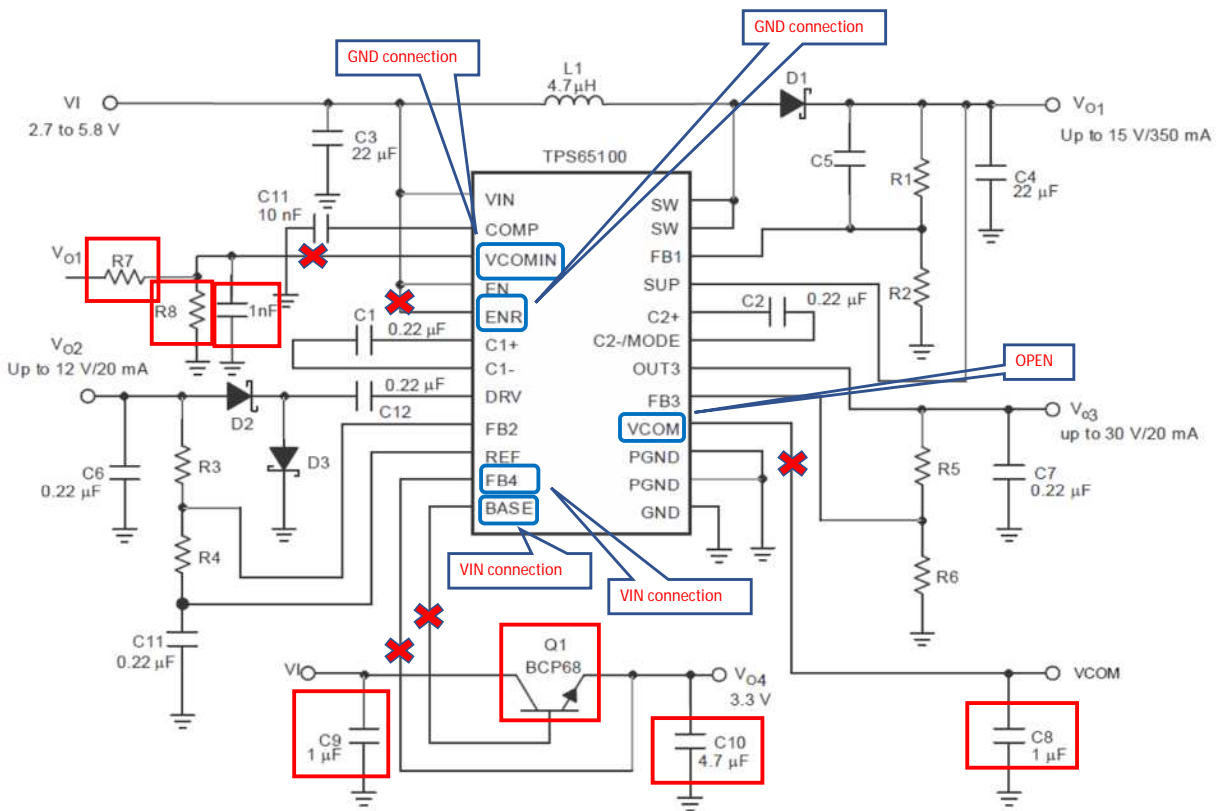 GND connection
GND connection
L1
4.7 µH
D1
VI
2.7 to 5.8 V
C3
22 µF
TPS65100
C5
R1
C4
22 µF
VO1
Up to 15 V/350 mA
C11
10 nF
VIN
COMP
VCOMIN
EN
ENR
C1+
C1-
DRV
FB2
REF
FB4
BASE
SW
SW
FB1
SUP
C2+
C2-/MODE
OUT3
FB3
VCOM
PGND
PGND
GND
VO1
R7
R8
1nF
C1
0.22 µF
C2
0.22 µF
R2
VO2
Up to 12 V/20 mA
0.22 µF
C12
D2
D3
OPEN
Vo3
up to 30 V/20 mA
C6
0.22 µF
R3
R4
R5
C7
0.22 µF
R6
VIN connection
VIN connection
C11
0.22 µF
VI
Q1
BCP68
VO4
3.3 V
VCOM
C9
1 µF
C10
4.7 µF
C8
1 µF